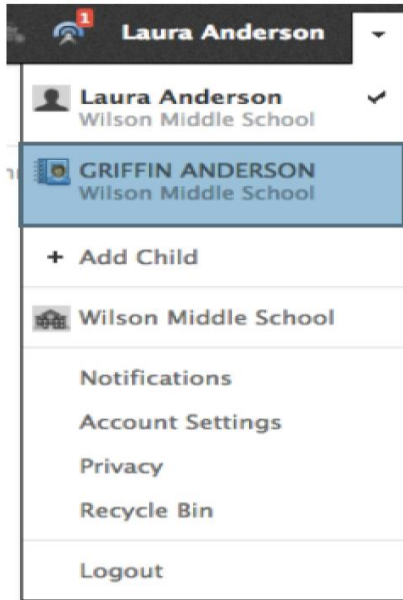 1
Laura Anderson
Laura Anderson
Wilson Middle School
GRIFFIN ANDERSON
Wilson Middle School
+ Add Child
Wilson Middle School
Notifications
Account Settings
Privacy
Recycle Bin
Logout